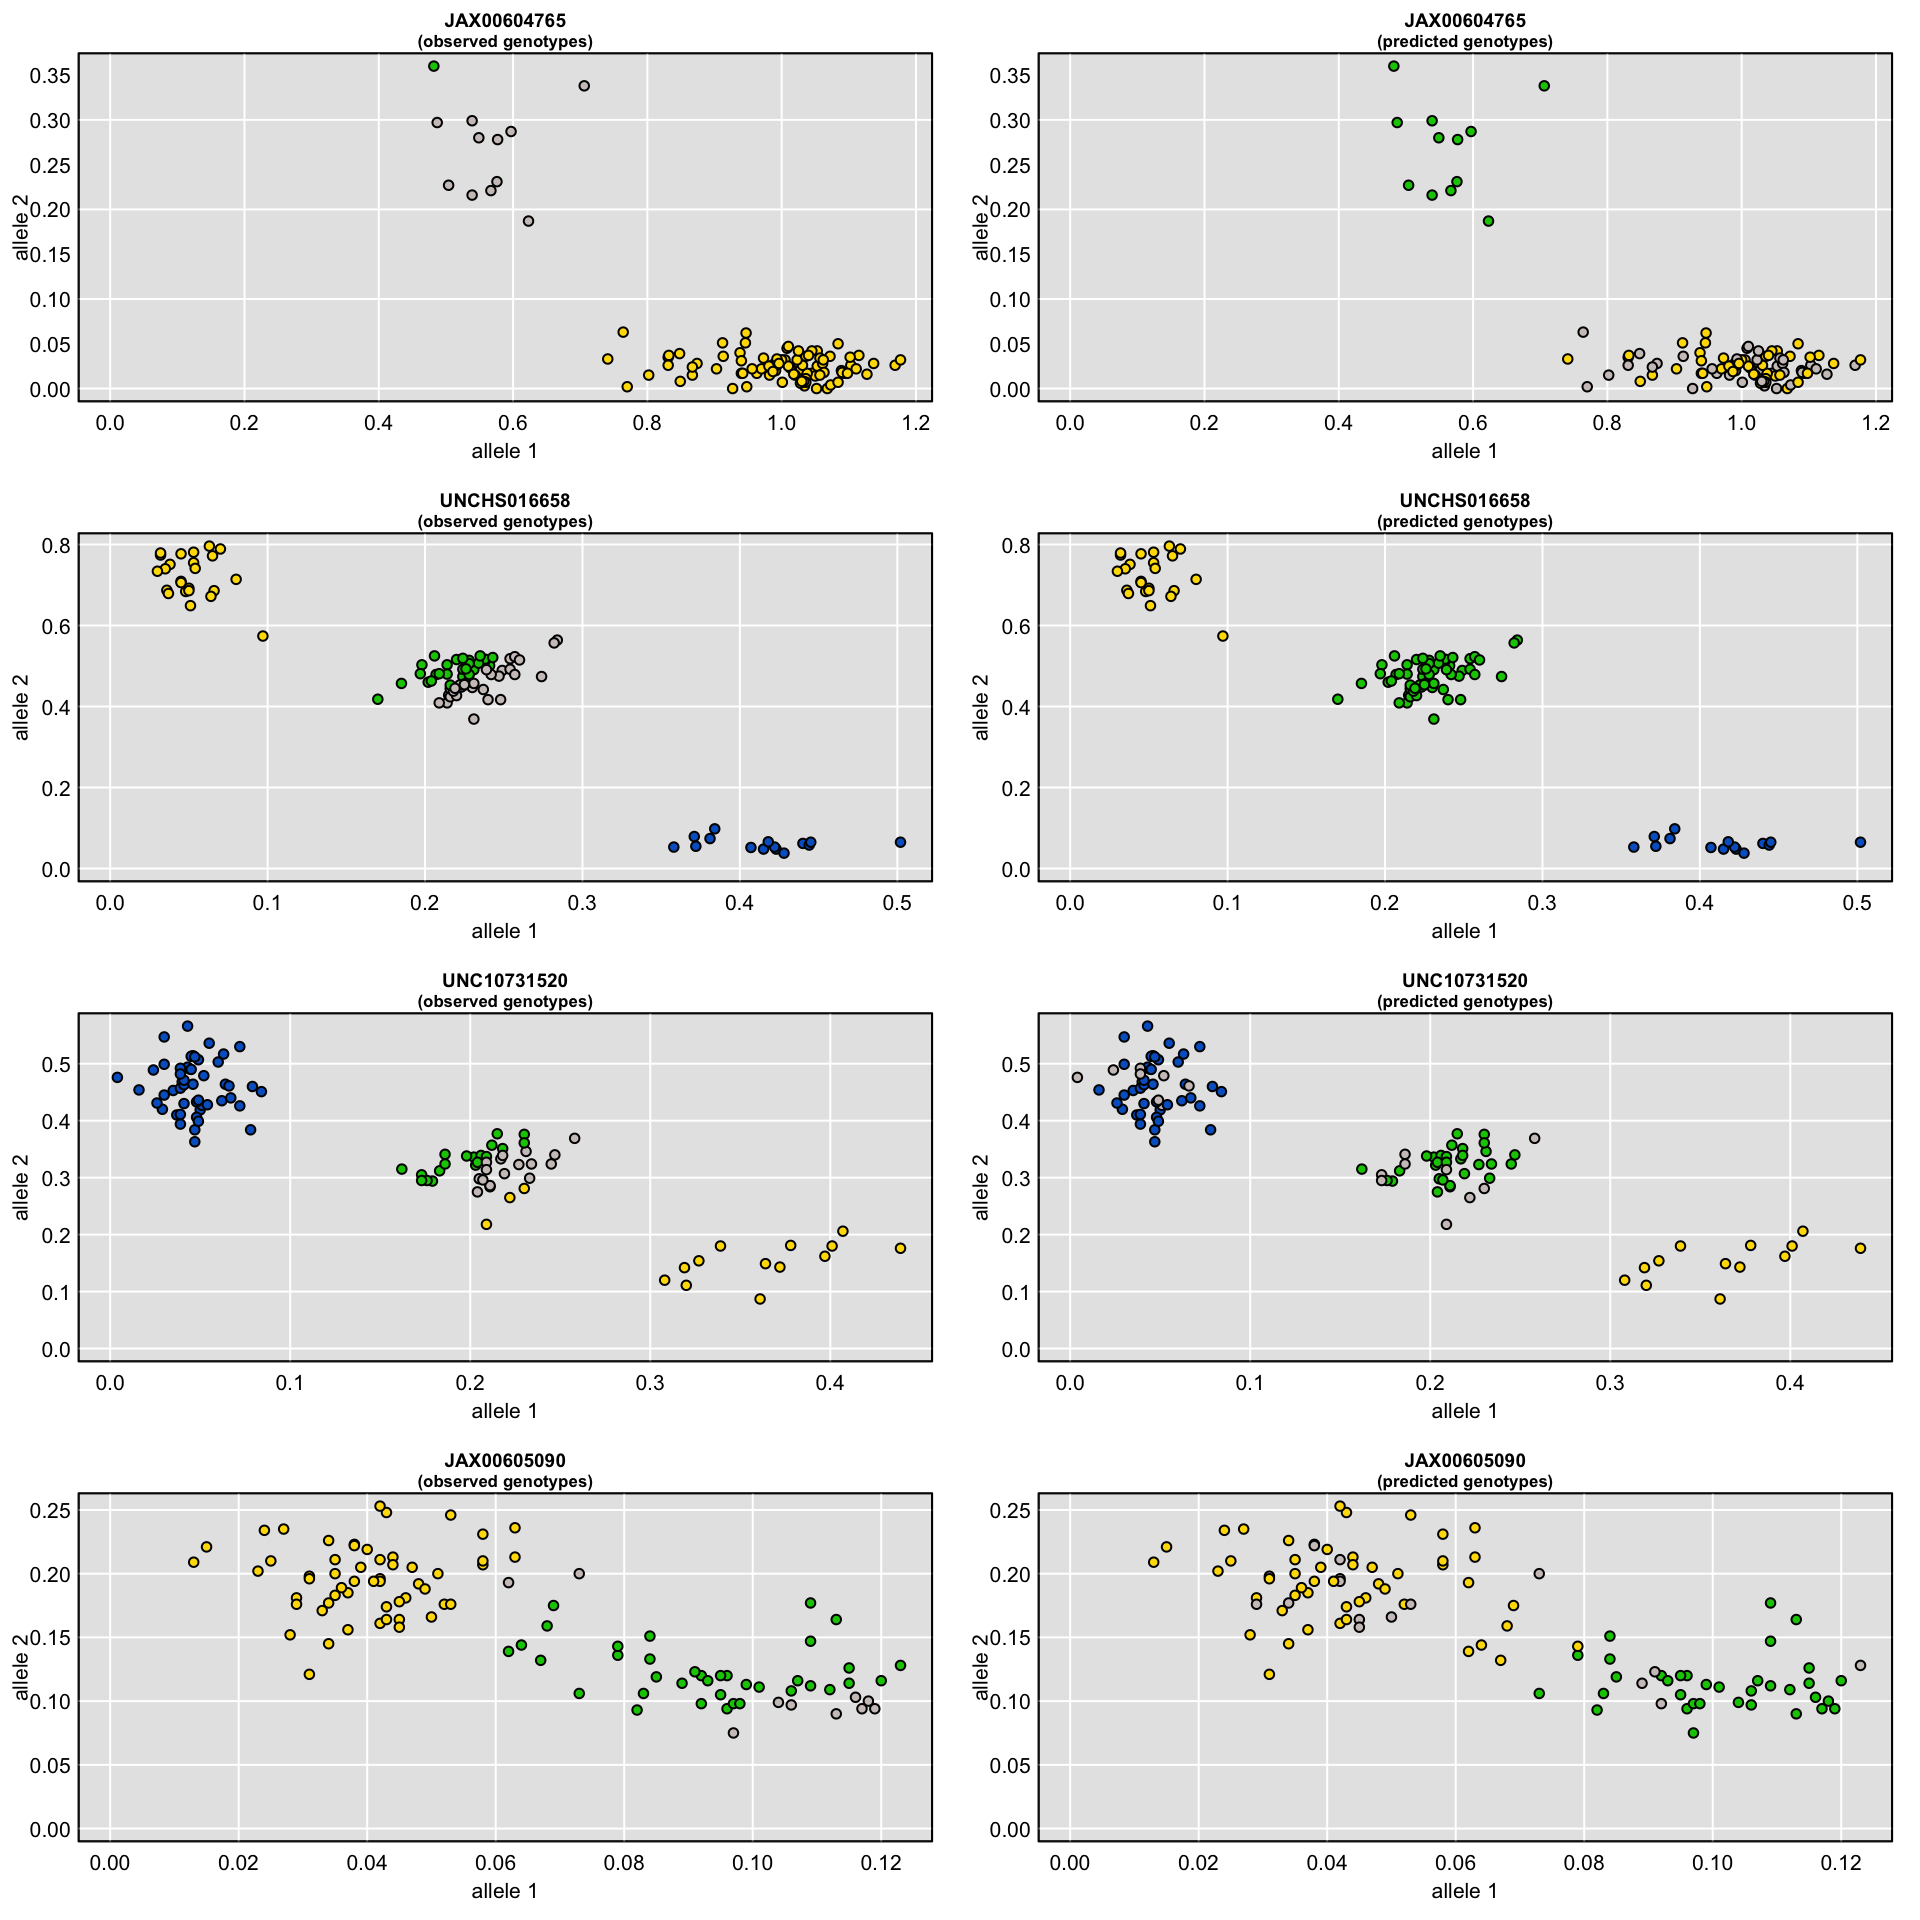 JAX00604765
(observed genotypes)
0.35
0.30
0.25
0.20
0.15
0.10
0.05
0.00
allele 2
0.0 0.2 0.4 0.6 0.8 1.0 1.2
allele 1
JAX00604765
(predicted genotypes)
0.35
0.30
0.25
0.20
0.15
0.10
0.05
0.00
allele 2
0.0 0.2 0.4 0.6 0.8 1.0 1.2
allele 1
UNCHS016658
(observed genotypes)
0.8
0.6
0.4
0.2
0.0
allele 2
0.0 0.1 0.2 0.3 0.4 0.5
allele 1
UNCHS016658
(predicted genotypes)
0.8
0.6
0.4
0.2
0.0
allele 2
0.0 0.1 0.2 0.3 0.4 0.5
allele 1
UNC10731520
(observed genotypes)
0.5
0.4
0.3
0.2
0.1
0.0
allele 2
0.0 0.1 0.2 0.3 0.4
allele 1
UNC10731520
(predicted genotypes)
0.5
0.4
0.3
0.2
0.1
0.0
allele 2
0.0 0.1 0.2 0.3 0.4
allele 1
JAX00605090
(observed genotypes)
0.25
0.20
0.15
0.10
0.05
0.00
allele 2
0.00 0.02 0.04 0.06 0.08 0.10 0.12
allele 1
JAX00605090
(predicted genotypes)
0.25
0.20
0.15
0.10
0.05
0.00
allele 2
0.00 0.02 0.04 0.06 0.08 0.10 0.12
allele 1